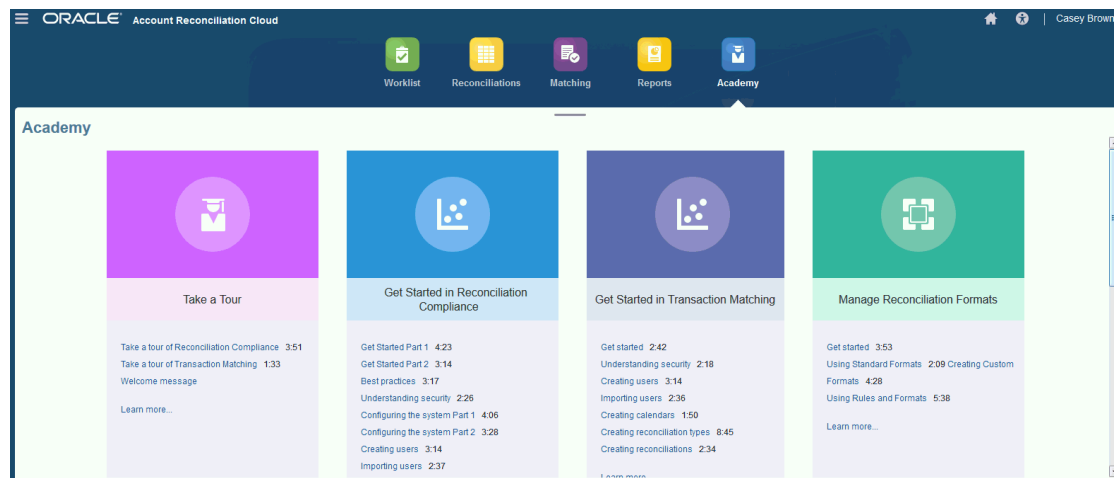 ORACLE Account Reconciliation Cloud
Casey Brown
Worklist
Reconciliations
Matching
Reports
Academy
Academy
Take a Tour
Take a tour of Reconciliation Compliance 3:51
Take a tour of Transaction Matching 1:33
Welcome message
Learn more...
Get Started in Reconciliation
Compliance
Get Started Part 1 4:23
Get Started Part 2 3:14
Best practices 3:17
Understanding security 2:26
Configuring the system Part 1 4:06
Configuring the system Part 2 3:28
Creating users 3:14
Importing users 2:37
Get Started in Transaction Matching
Get started 2:42
Understanding security 2:18
Creating users 3:14
Importing users 2:36
Creating calendars 1:50
Creating reconciliation types 8:45
Creating reconciliations 2:34
Learn more...
Manage Reconciliation Formats
Get started 3:53
Using Standard Formats 2:09 Creating Custom
Formats 4:28
Using Rules and Formats 5:38
Learn more...